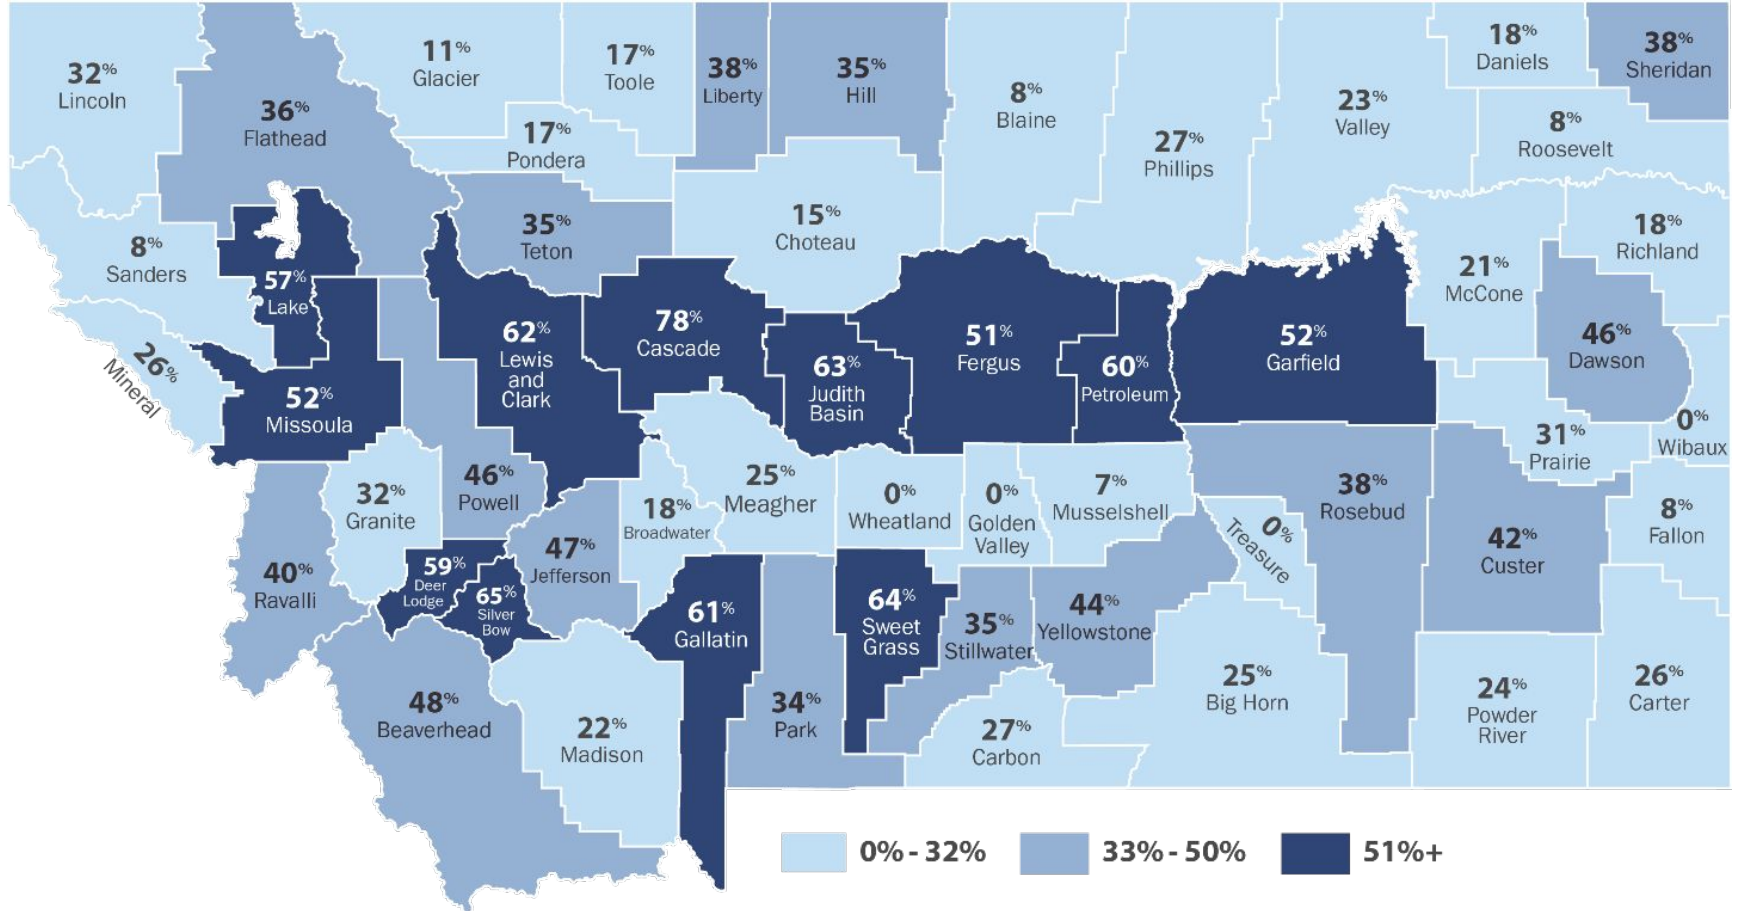 32%
Lincoln
36%
Flathead
11%
Glacier
17%
Toole
38%
Liberty
35%
Hill
8%
Blaine
27%
Phillips
23%
Valley
18%
Daniels
38%
Sheridan
8%
Roosevelt
17%
Pondera
35%
Teton
15%
Choteau
8%
Sanders
57%
Lake
26%
Mineral
52%
Missoula
62%
Lewis
and
Clark
78%
Cascade
63%
Judith
Basin
51%
Fergus
60%
Petroleum
52%
Garfield
21%
McCone
18%
Richland
46%
Dawson
0%
Wibaux
31%
Prairie
32%
Granite
46%
Powell
18%
Broadwater
25%
Meagher
0%
Wheatland
0%
Golden
Valley
7%
Musselshell
0%
Treasure
38%
Rosebud
42%
Custer
8%
Fallon
40%
Ravalli
59%
Deer
Lodge
65%
Silver
Bow
47%
Jefferson
61%
Gallatin
64%
Sweet
Grass
35%
Stillwater
44%
Yellowstone
48%
Beaverhead
22%
Madison
34%
Park
27%
Carbon
25%
Big Horn
24%
Powder
River
26%
Carter
0%-32%
33%-50%
51%+